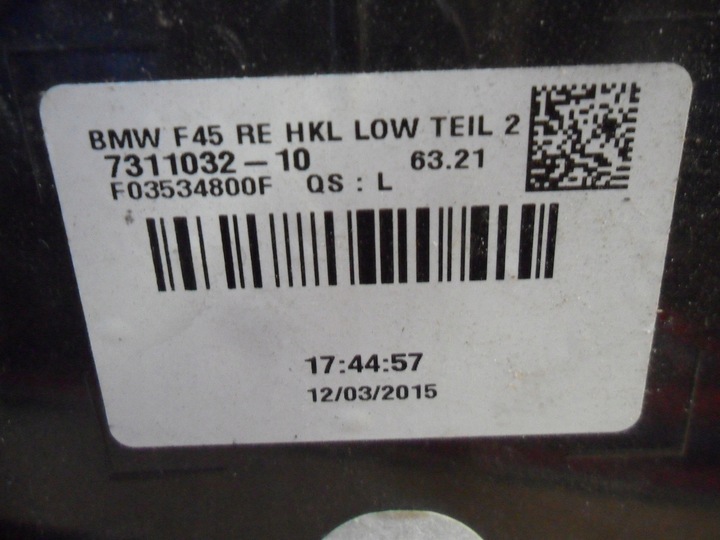 BMW F45 RE HKL LOW TEIL 2
7311032-10 63.21
F03534800F QS : L
17:44:57
12/03/2015